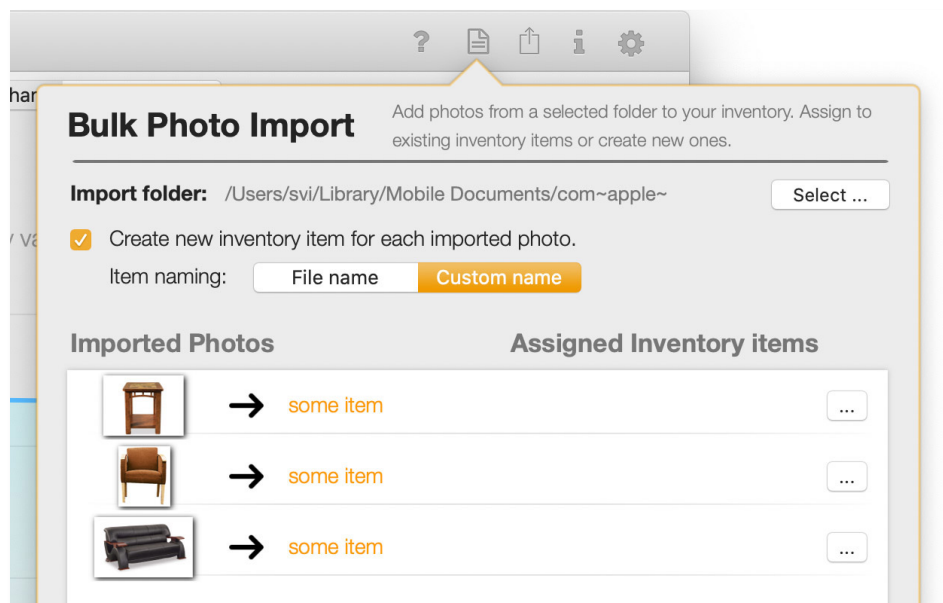 har
Bulk Photo Import
Add photos from a selected folder to your inventory. Assign to
existing inventory items or create new ones.
Import folder: /Users/svi/Library/Mobile Documents/com~apple~
Select ...
y va
Create new inventory item for each imported photo.
Item naming:
File name
Custom name
Imported Photos
Assigned Inventory items
some item
...
some item
...
some item
...